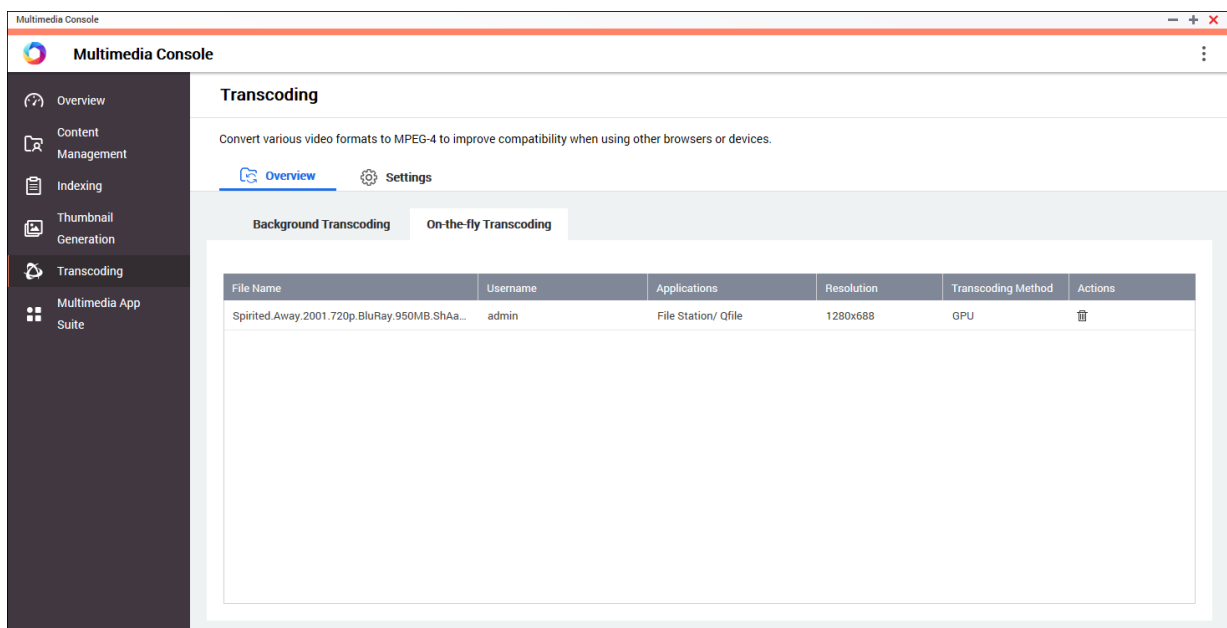 Multimedia Console
Multimedia Console
Overview
Content
Management
Indexing
Thumbnail
Generation
Transcoding
Multimedia App
Suite
Transcoding
Convert various video formats to MPEG-4 to improve compatibility when using other browsers or devices.
Overview Settings
Background Transcoding On-the-fly Transcoding
File Name Username Applications Resolution Transcoding Method Actions
Spirited.Away.2001.720p.BluRay.950MB.ShAa... admin File Station/ Qfile 1280x688 GPU